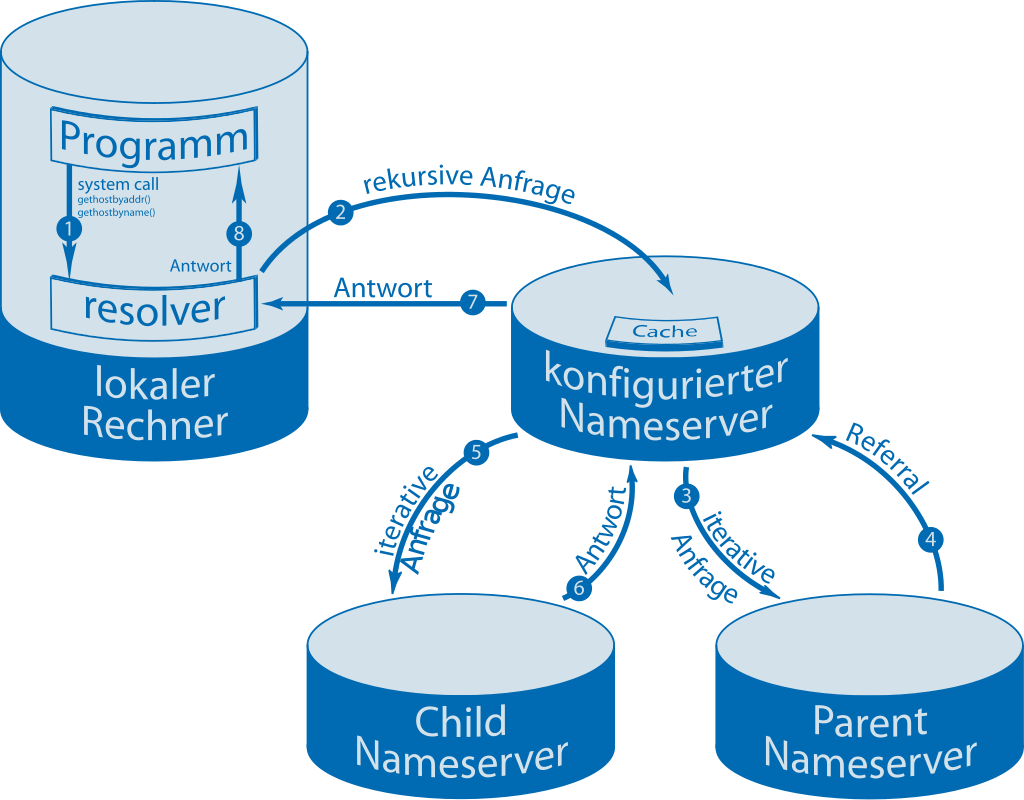 Programm
system call
gethostbyaddr()
gethostbyname()
1
8
Antwort
resolver
lokaler
Rechner
rekursive Anfrage
2
Antwort
7
Cache
konfigurierter
Nameserver
5
iterative
Anfrage
Antwort
6
3
iterative
Anfrage
Referral
4
Child
Nameserver
Parent
Nameserver